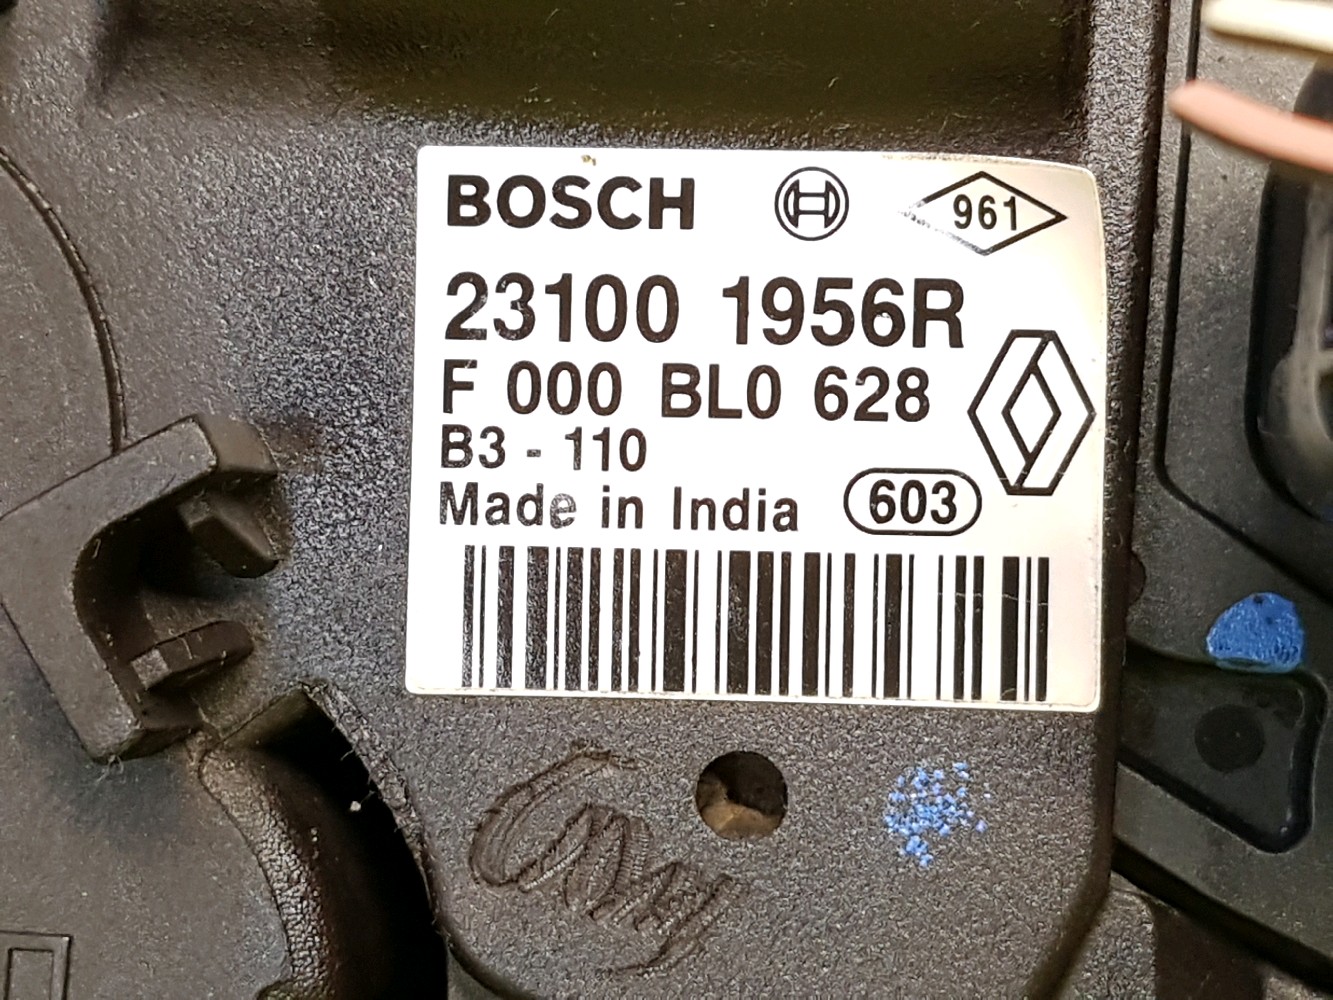 BOSCH 961
23100 1956R
F 000 BL0 628
B3 - 110
Made in India 603